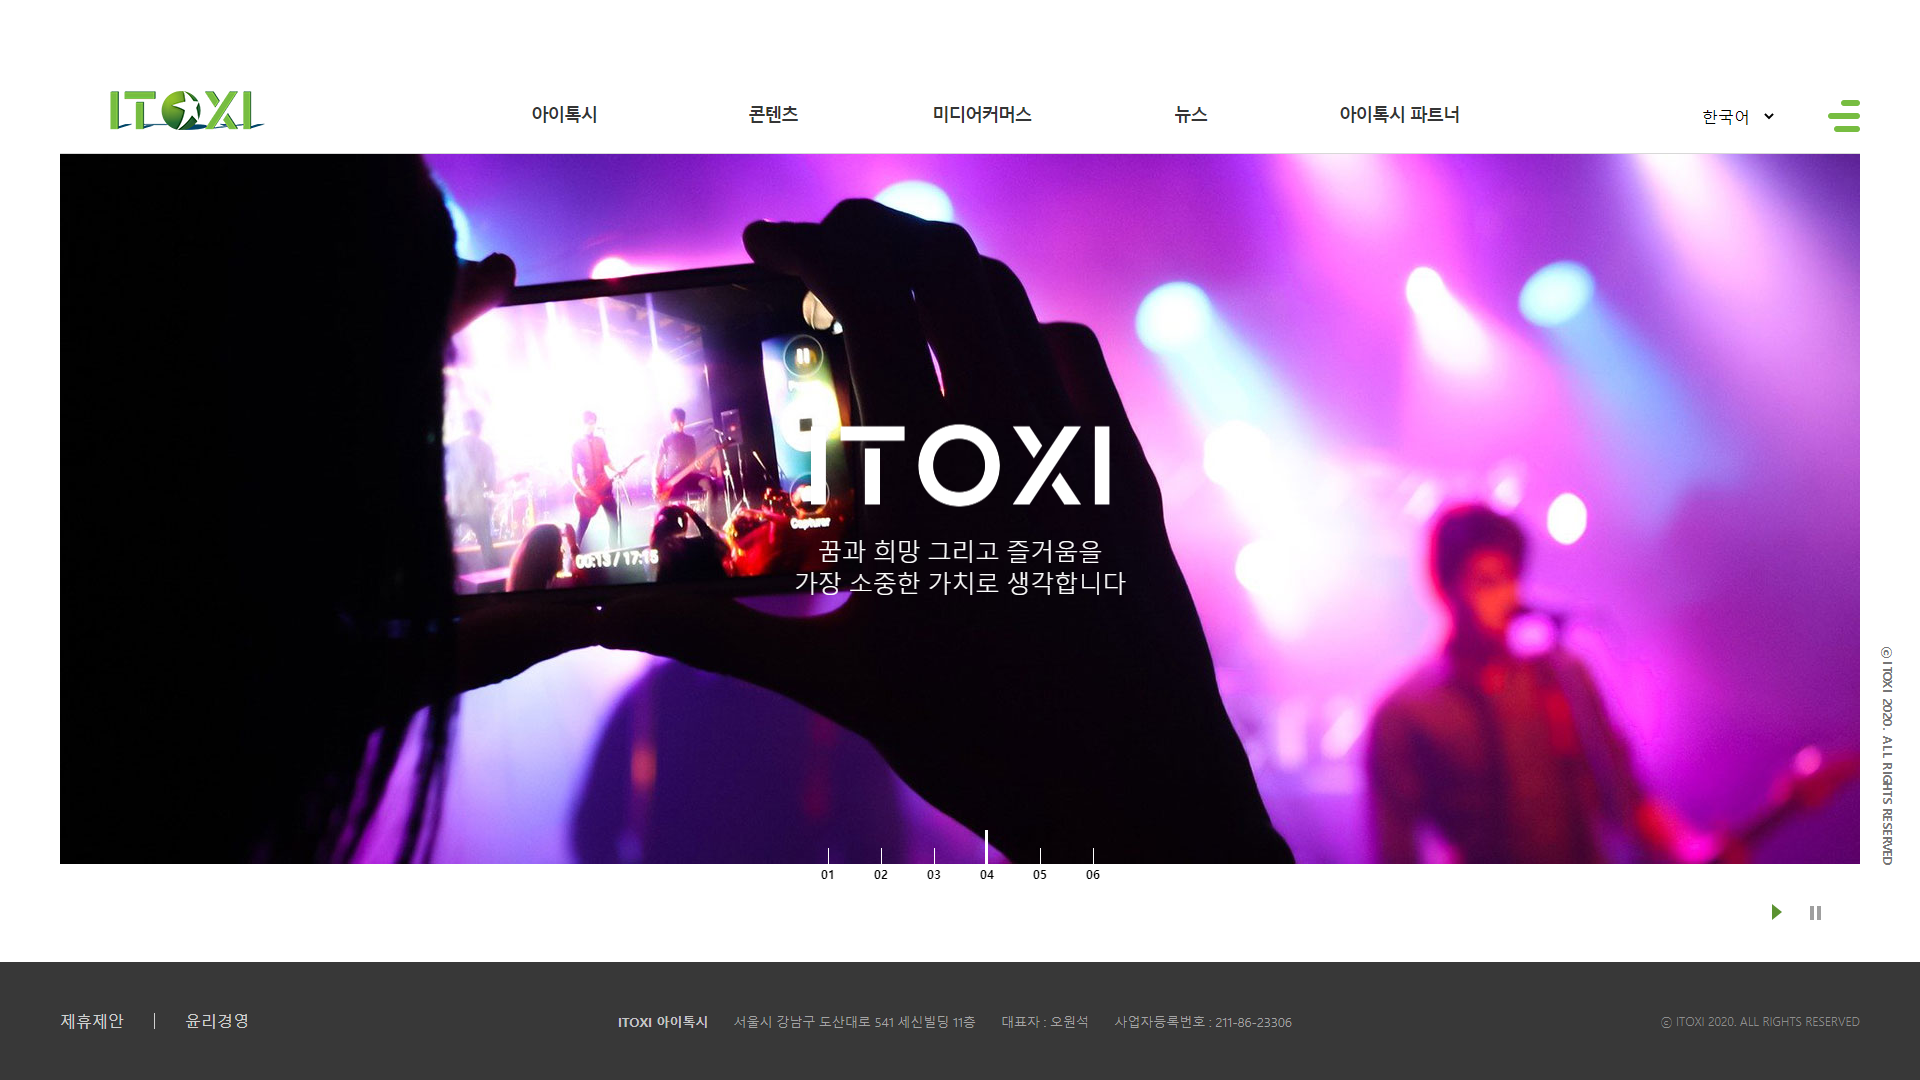 ITOXI
아이톡시
콘텐츠
미디어커머스
뉴스
아이톡시 파트너
한국어
00:13 / 17:15
Capturar
ITOXI
꿈과 희망 그리고 즐거움을
가장 소중한 가치로 생각합니다
ⓒ ITOXI 2020. ALL RIGHTS RESERVED
01 02 03 04 05 06
제휴제안 | 윤리경영
ITOXI 아이톡시 서울시 강남구 도산대로 541 세신빌딩 11층 대표자 : 오원석 사업자등록번호 : 211-86-23306
ⓒ ITOXI 2020. ALL RIGHTS RESERVED